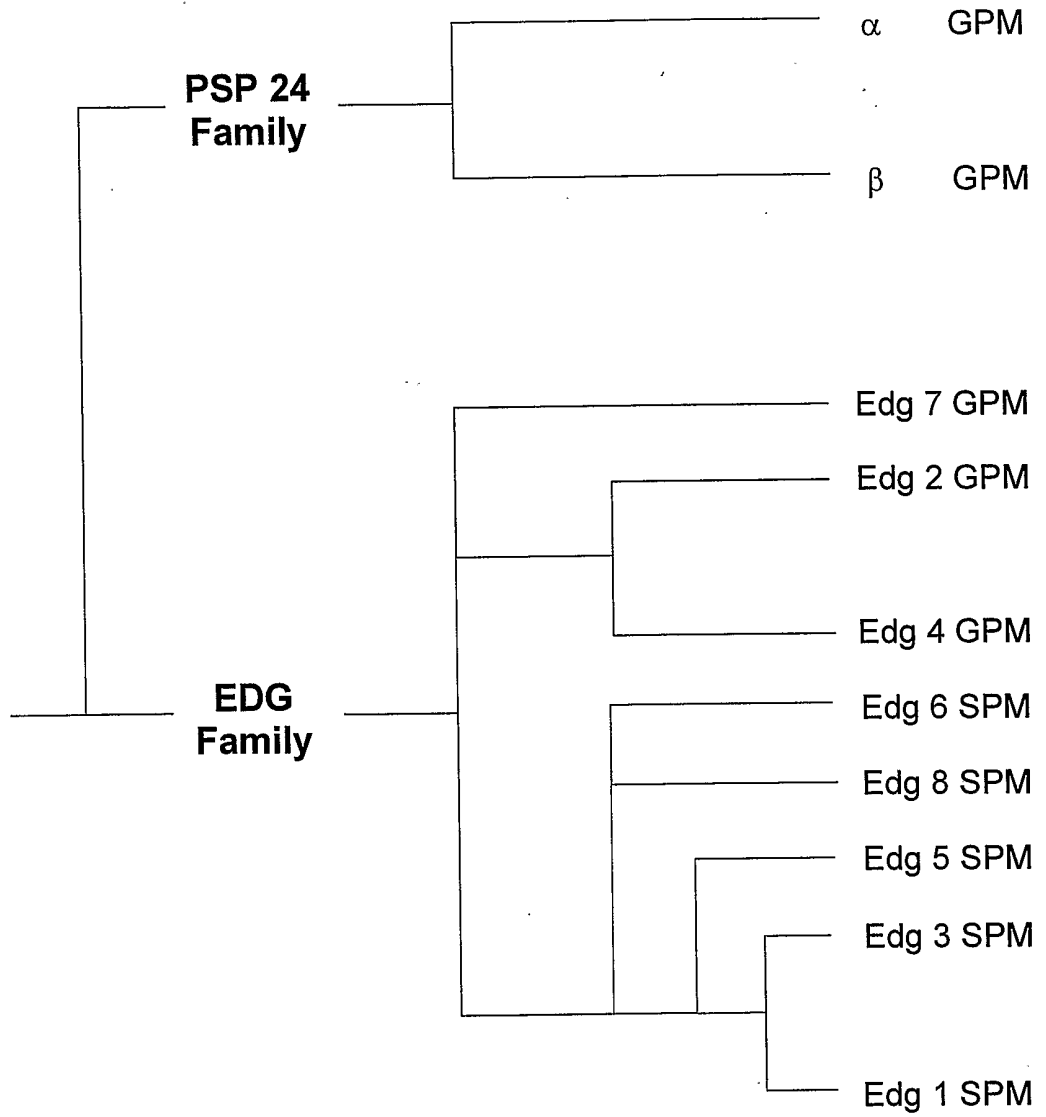 α GPM
PSP 24
Family
β GPM
Edg 7 GPM
Edg 2 GPM
Edg 4 GPM
EDG
Family
Edg 6 SPM
Edg 8 SPM
Edg 5 SPM
Edg 3 SPM
Edg 1 SPM